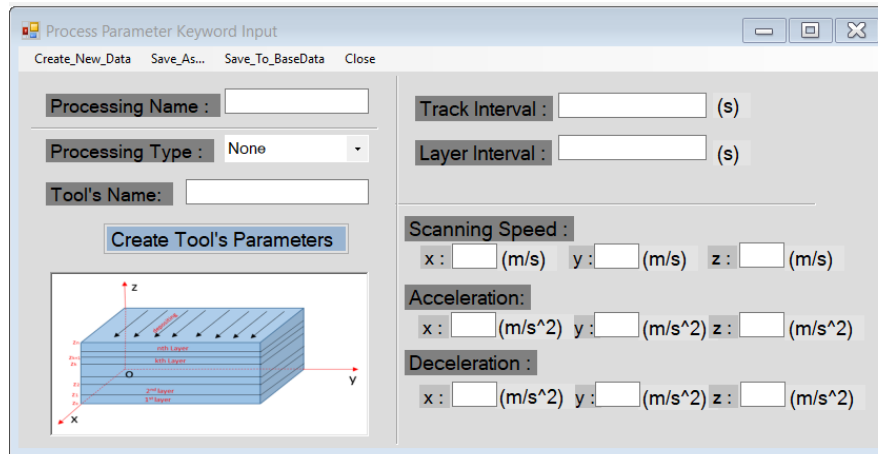 Process Parameter Keyword Input
Create_New_Data Save_As... Save_To_BaseData Close
Processing Name :
Processing Type : None
Tool's Name:
Create Tool's Parameters
z
depositing
nth Layer
kth Layer
O
y
2nd layer
1st layer
x
Track Interval : (s)
Layer Interval : (s)
Scanning Speed :
x : (m/s) y : (m/s) z : (m/s)
Acceleration:
x : (m/s^2) y : (m/s^2) z : (m/s^2)
Deceleration :
x : (m/s^2) y : (m/s^2) z : (m/s^2)